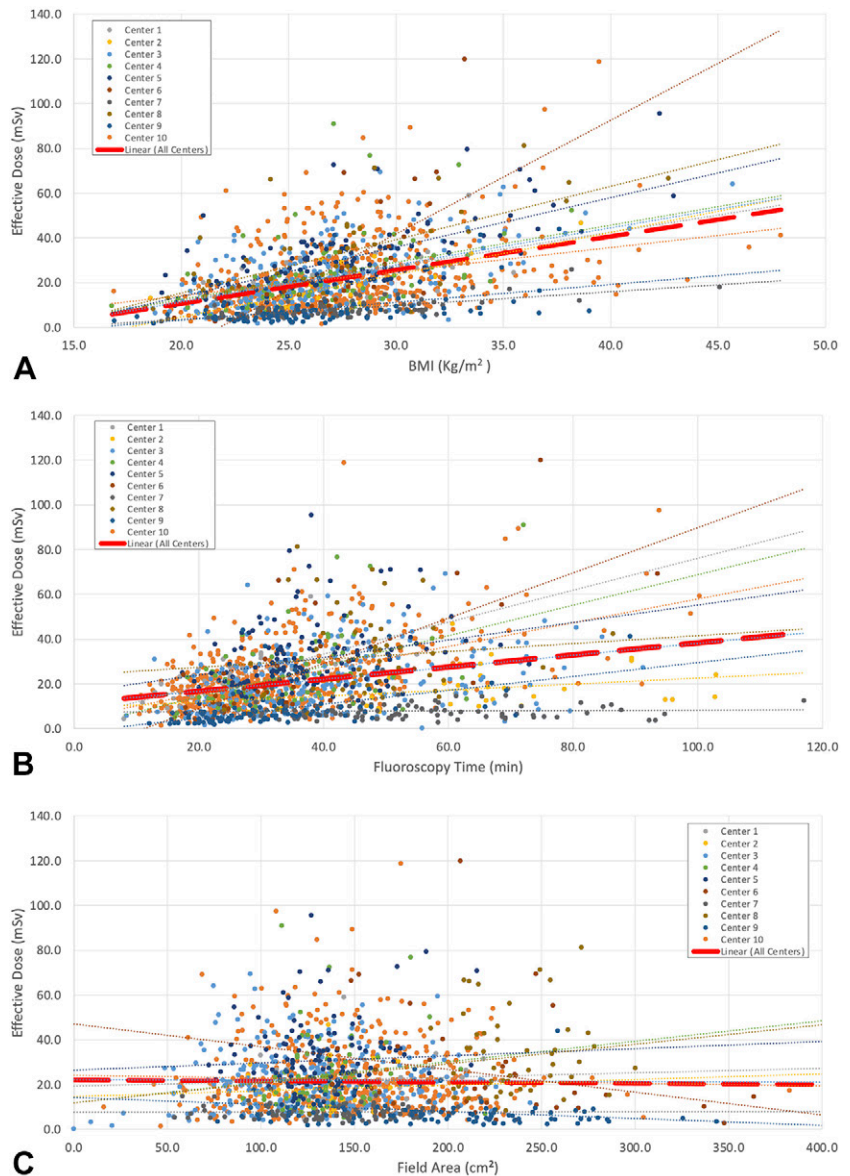 140.0
120.0
100.0
80.0
60.0
40.0
20.0
0.0
Effective Dose (mSv)
Center 1
Center 2
Center 3
Center 4
Center 5
Center 6
Center 7
Center 8
Center 9
Center 10
Linear (All Centers)
15.0 20.0 25.0 30.0 35.0 40.0 45.0 50.0
BMI (Kg/m²)
A
140.0
120.0
100.0
80.0
60.0
40.0
20.0
0.0
Effective Dose (mSv)
Center 1
Center 2
Center 3
Center 4
Center 5
Center 6
Center 7
Center 8
Center 9
Center 10
Linear (All Centers)
0.0 20.0 40.0 60.0 80.0 100.0 120.0
Fluoroscopy Time (min)
B
140.0
120.0
100.0
80.0
60.0
40.0
20.0
0.0
Effective Dose (mSv)
Center 1
Center 2
Center 3
Center 4
Center 5
Center 6
Center 7
Center 8
Center 9
Center 10
Linear (All Centers)
0.0 50.0 100.0 150.0 200.0 250.0 300.0 350.0 400.0
Field Area (cm²)
C